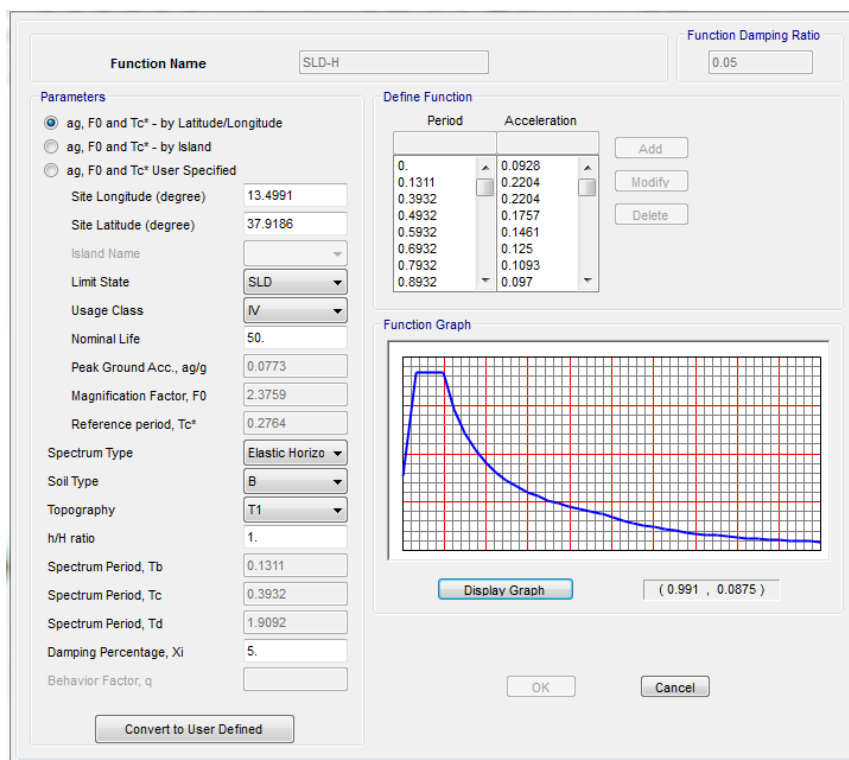 Function Damping Ratio
Function Name SLD-H 0.05
Parameters
ag, F0 and Tc* - by Latitude/Longitude
ag, F0 and Tc* - by Island
ag, F0 and Tc* User Specified
Site Longitude (degree) 13.4991
Site Latitude (degree) 37.9186
Island Name
Limit State SLD
Usage Class IV
Nominal Life 50.
Peak Ground Acc., ag/g 0.0773
Magnification Factor, F0 2.3759
Reference period, Tc* 0.2764
Spectrum Type Elastic Horizo
Soil Type B
Topography T1
h/H ratio 1.
Spectrum Period, Tb 0.1311
Spectrum Period, Tc 0.3932
Spectrum Period, Td 1.9092
Damping Percentage, Xi 5.
Behavior Factor, q
Convert to User Defined
Define Function
Period Acceleration
0. 0.0928
0.1311 0.2204
0.3932 0.2204
0.4932 0.1757
0.5932 0.1461
0.6932 0.125
0.7932 0.1093
0.8932 0.097
Add
Modify
Delete
Function Graph
Display Graph ( 0.991 , 0.0875 )
OK Cancel